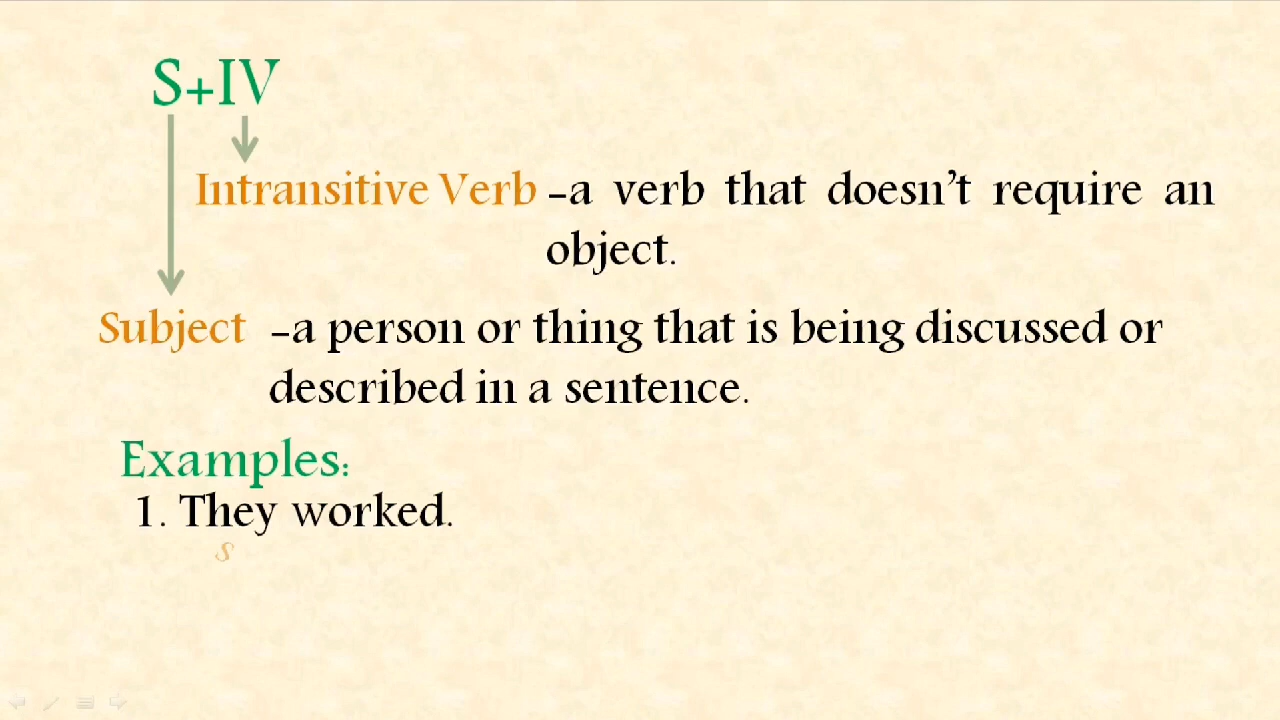 S+IV
Intransitive Verb –a verb that doesn't require an
object.
Subject –a person or thing that is being discussed or
described in a sentence.
Examples:
1. They worked.
S